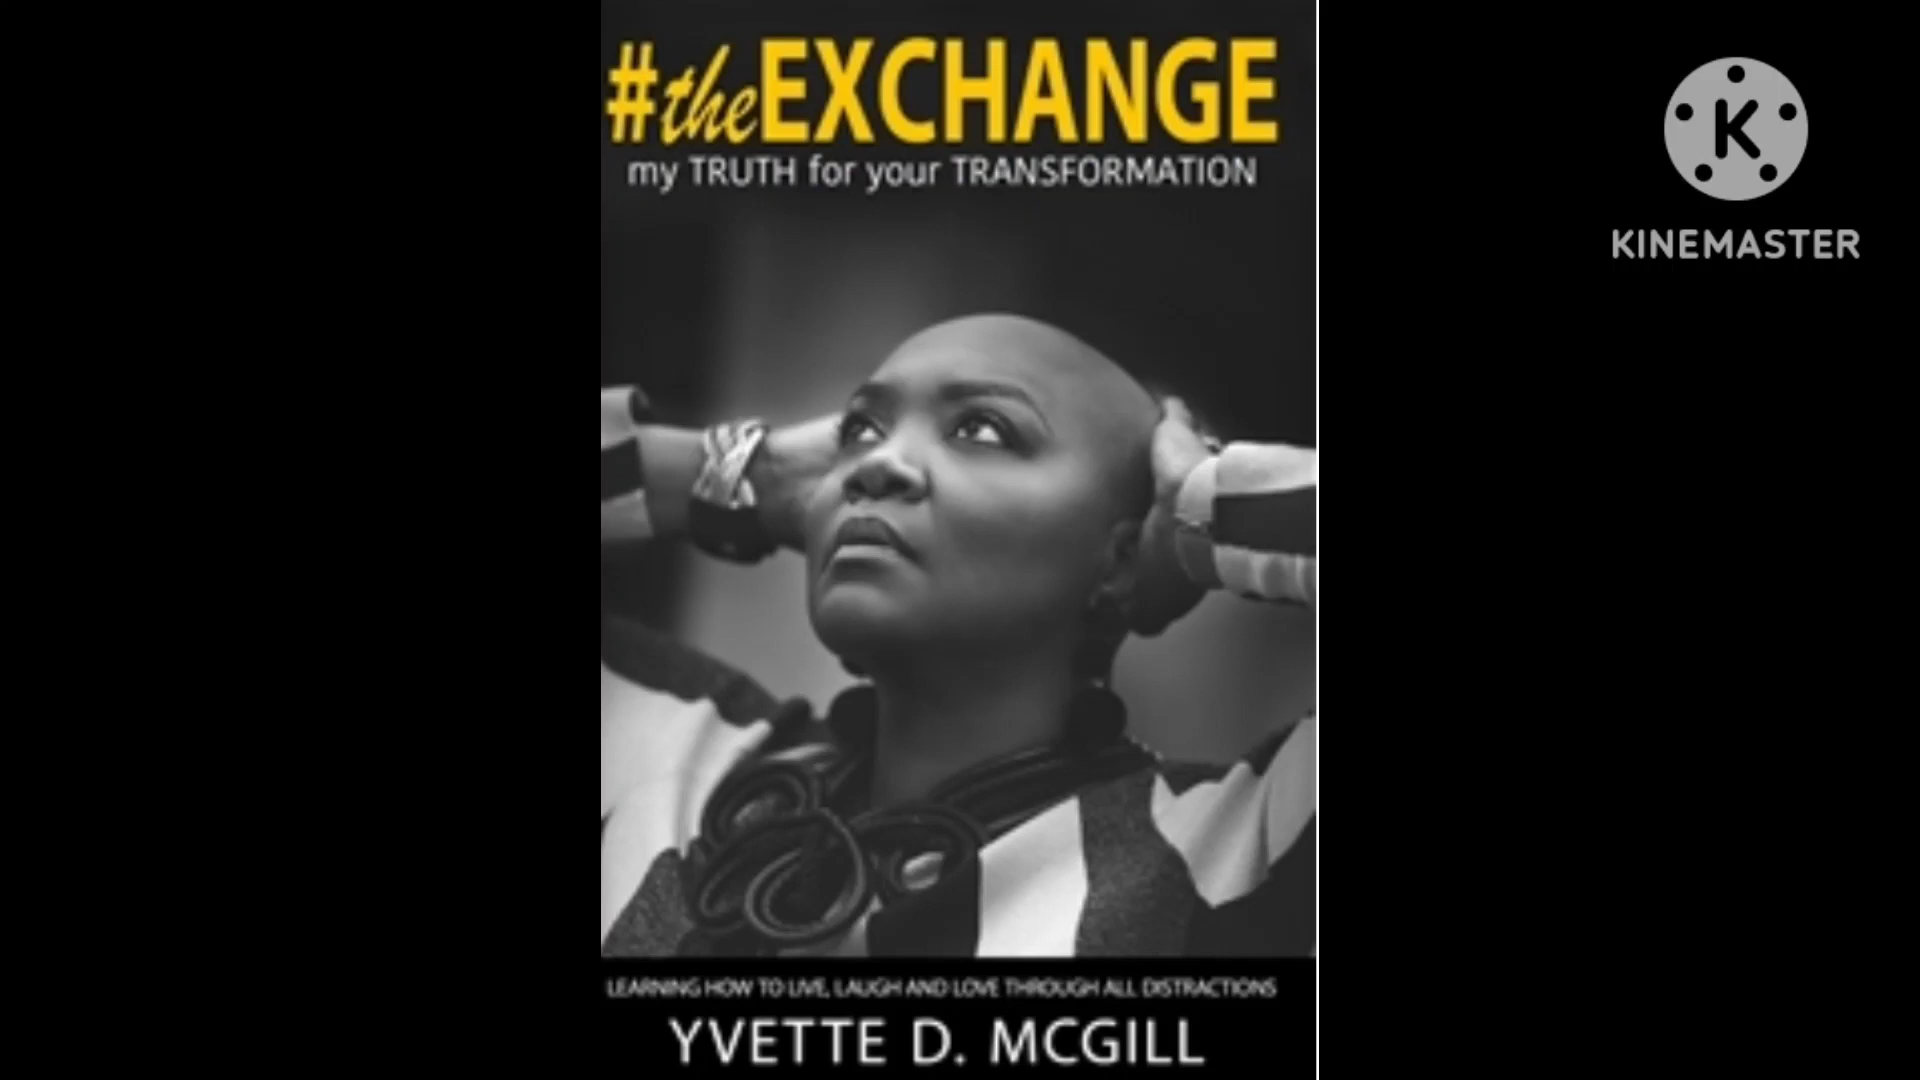 #theEXCHANGE
my TRUTH for your TRANSFORMATION
K
KINEMASTER
LEARNING HOW TO LIVE, LAUGH AND LOVE THROUGH ALL DISTRACTIONS
YVETTE D. MCGILL